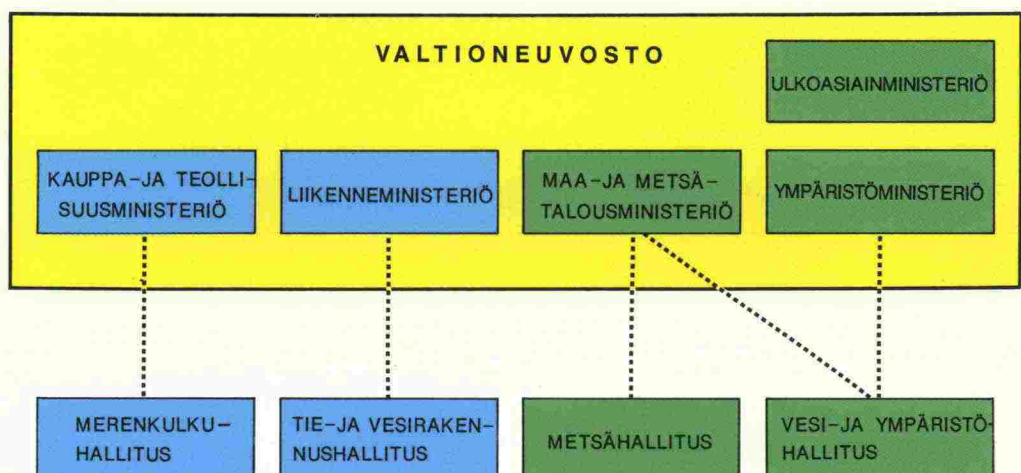 VALTIONEUVOSTO
ULKOASIAINMINISTERIÖ
KAUPPA-JA TEOLLI-
SUUSMINISTERIÖ
LIIKENNEMINISTERIÖ
MAA-JA METSÄ-
TALOUSMINISTERIÖ
YMPÄRISTÖMINISTERIÖ
MERENKULKU-
HALLITUS
TIE-JA VESIRAKEN-
NUSHALLITUS
METSÄHALLITUS
VESI-JA YMPÄRISTÖ-
HALLITUS